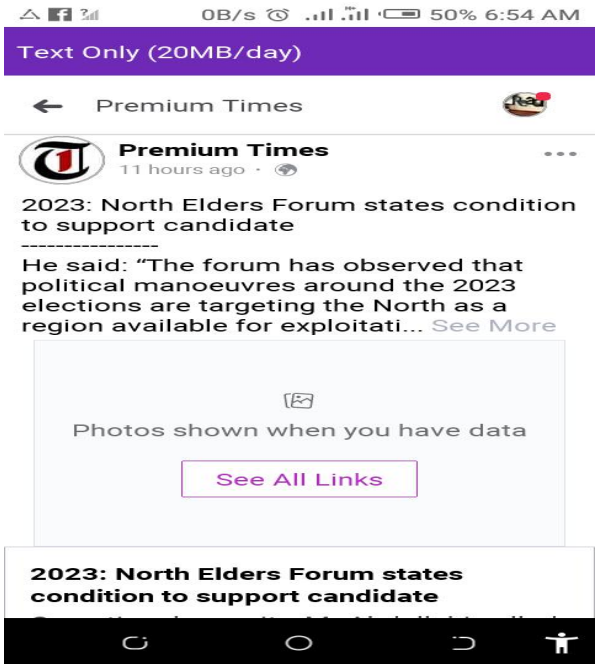 0B/s 50% 6:54 AM
Text Only (20MB/day)
Premium Times
Premium Times
11 hours ago ·
2023: North Elders Forum states condition
to support candidate
----------------
He said: “The forum has observed that
political manoeuvres around the 2023
elections are targeting the North as a
region available for exploitati... See More
Photos shown when you have data
See All Links
2023: North Elders Forum states
condition to support candidate